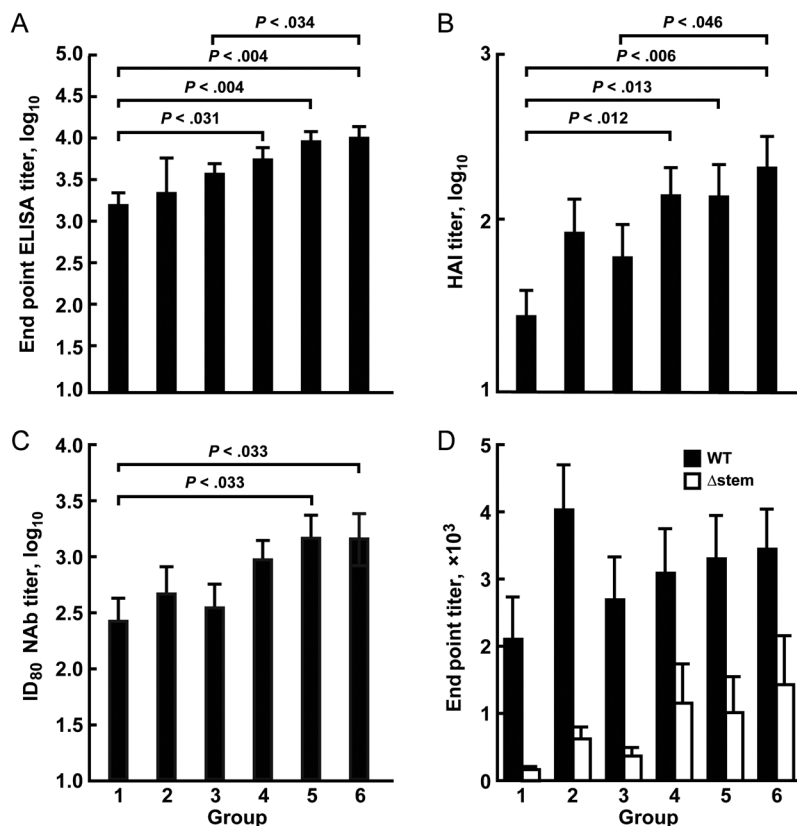 A
P < .034
P < .004
P < .004
P < .031
End point ELISA titer, log10
5.0
4.5
4.0
3.5
3.0
2.5
2.0
1.5
1.0
B
P < .046
P < .006
P < .013
P < .012
HAI titer, log10
3
2
1
C
P < .033
P < .033
ID80 NAb titer, log10
4.0
3.5
3.0
2.5
2.0
1.5
1.0
1 2 3 4 5 6
Group
D
WT
Δstem
End point titer, ×10³
5
4
3
2
1
0
1 2 3 4 5 6
Group